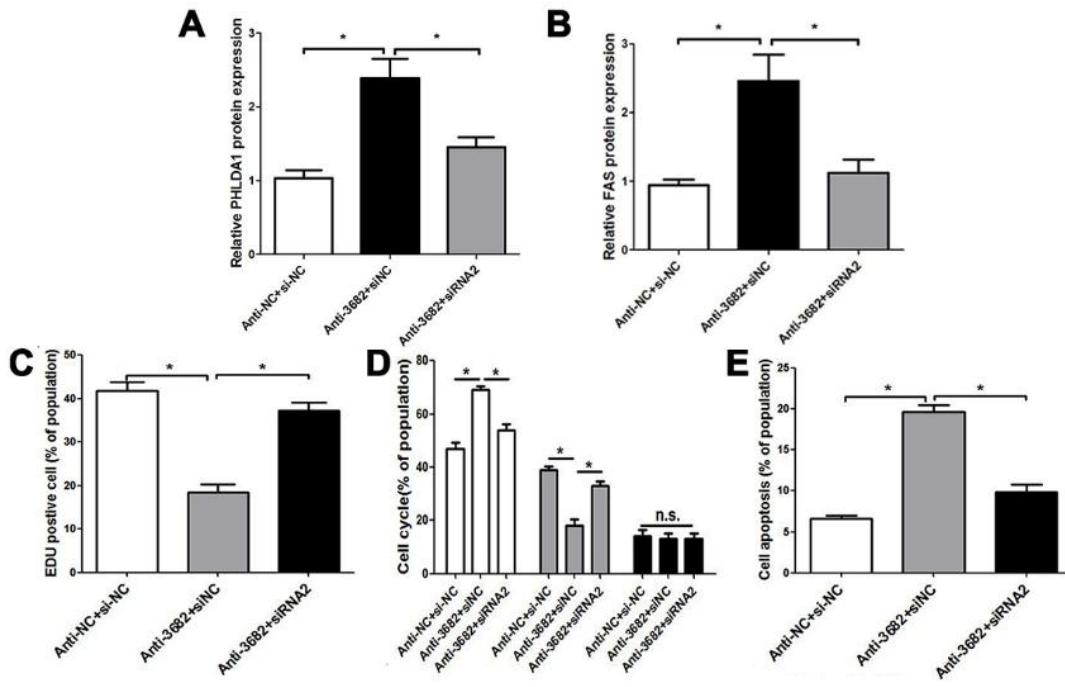 A
Relative PHLDA1 protein expression
3
2
1
0
*
*
Anti-NC+si-NC
Anti-3682+siNC
Anti-3682+siRNA2
B
Relative FAS protein expression
3
2
1
0
*
*
Anti-NC+si-NC
Anti-3682+siNC
Anti-3682+siRNA2
C
EDU postive cell (% of population)
50
40
30
20
10
0
*
*
Anti-NC+si-NC
Anti-3682+siNC
Anti-3682+siRNA2
D
Cell cycle(% of population)
80
60
40
20
0
*
*
*
*
n.s.
Anti-NC+si-NC
Anti-3682+siNC
Anti-3682+siRNA2
Anti-NC+si-NC
Anti-3682+siNC
Anti-3682+siRNA2
Anti-NC+si-NC
Anti-3682+siNC
Anti-3682+siRNA2
E
Cell apoptosis (% of population)
25
20
15
10
5
0
*
*
Anti-NC+si-NC
Anti-3682+siNC
Anti-3682+siRNA2